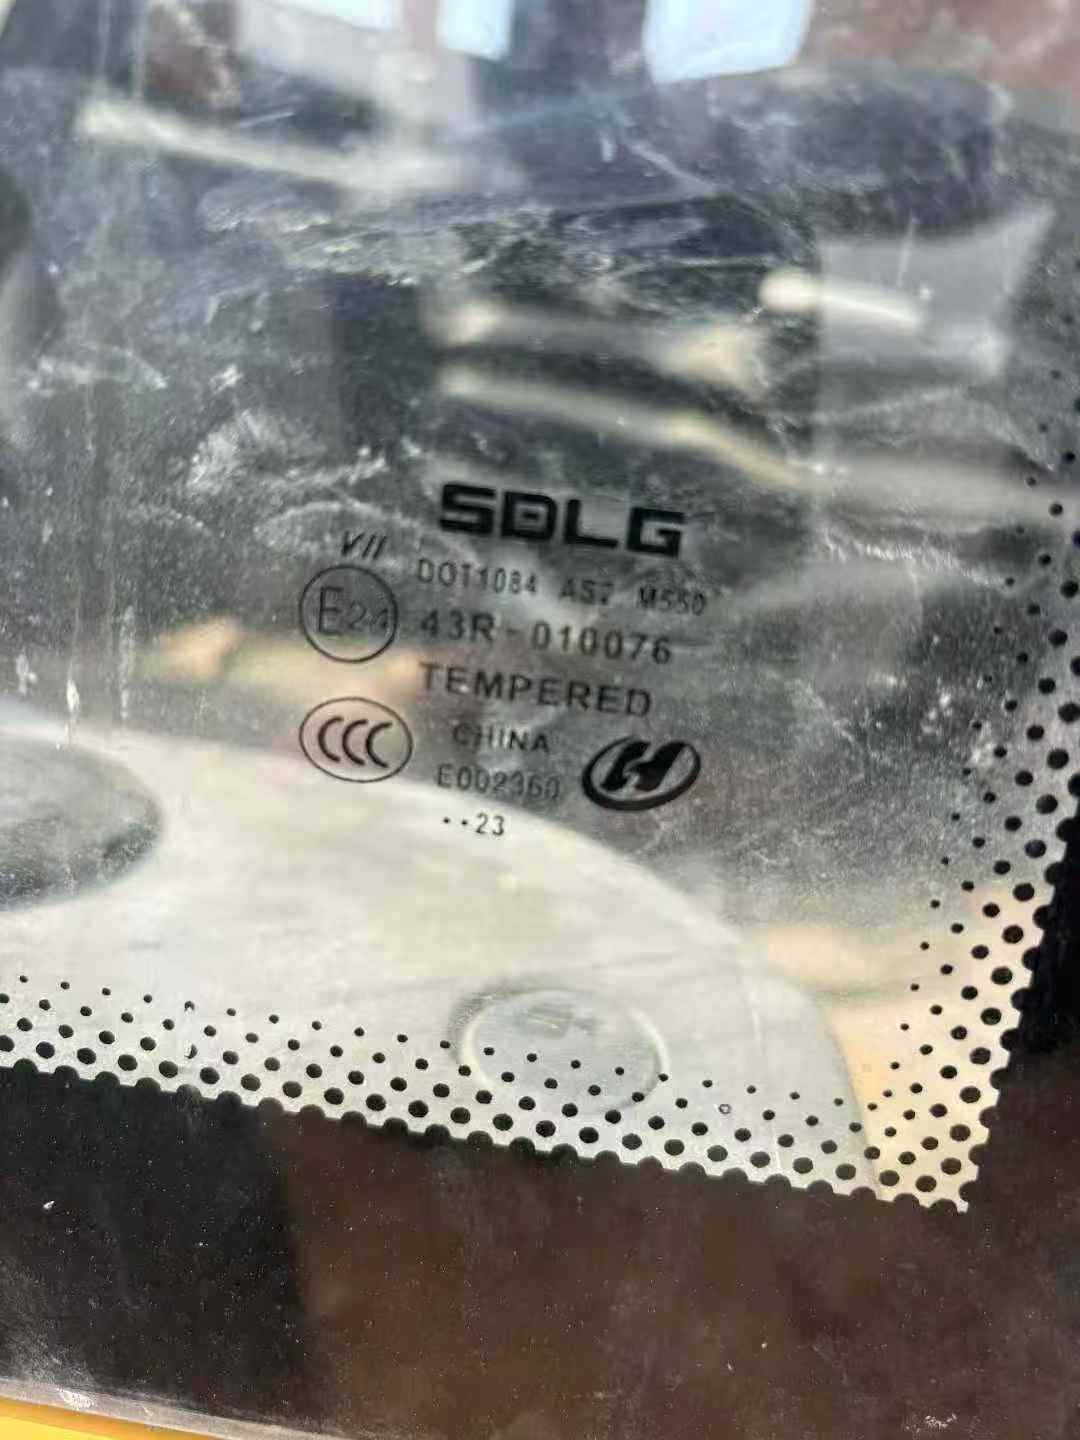 SDLG
VII
DOT1084 AS2 M550
E24 43R-010076
TEMPERED
CCC CHINA
E002360
··23